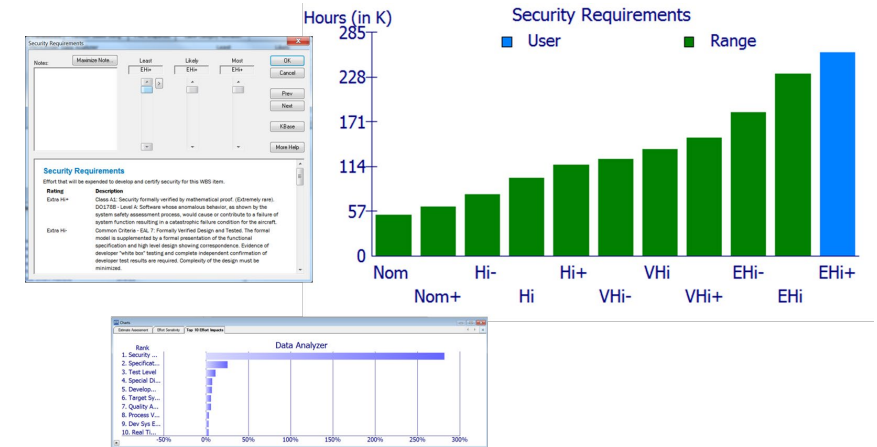 Security Requirements
Notes:
Maximize Note...
Least
Likely
Most
EHi+
EHi+
EHi+
OK
Cancel
Prev
Next
KBase
More Help
Security Requirements
Effort that will be expended to develop and certify security for this WBS item.
Rating Description
Extra Hi+ Class A1: Security formally verified by mathematical proof. (Extremely rare).
DO178B - Level A: Software whose anomalous behavior, as shown by the
system safety assessment process, would cause or contribute to a failure of
system function resulting in a catastrophic failure condition for the aircraft.
Extra Hi- Common Criteria - EAL 7: Formally Verified Design and Tested. The formal
model is supplemented by a formal presentation of the functional
specification and high level design showing correspondence. Evidence of
developer "white box" testing and complete independent confirmation of
developer test results are required. Complexity of the design must be
minimized.
Hours (in K)
Security Requirements
User
Range
285
228
171
114
57
0
Nom
Nom+
Hi-
Hi
Hi+
VHi-
VHi
VHi+
EHi-
EHi
EHi+
Charts
Estimate Assessment
Effort Sensitivity
Top 10 Effort Impacts
Data Analyzer
Rank
1. Security ...
2. Specificat...
3. Test Level
4. Special Di...
5. Develop...
6. Target Sy...
7. Quality A...
8. Process V...
9. Dev Sys E...
10. Real Ti...
-50%
0%
50%
100%
150%
200%
250%
300%